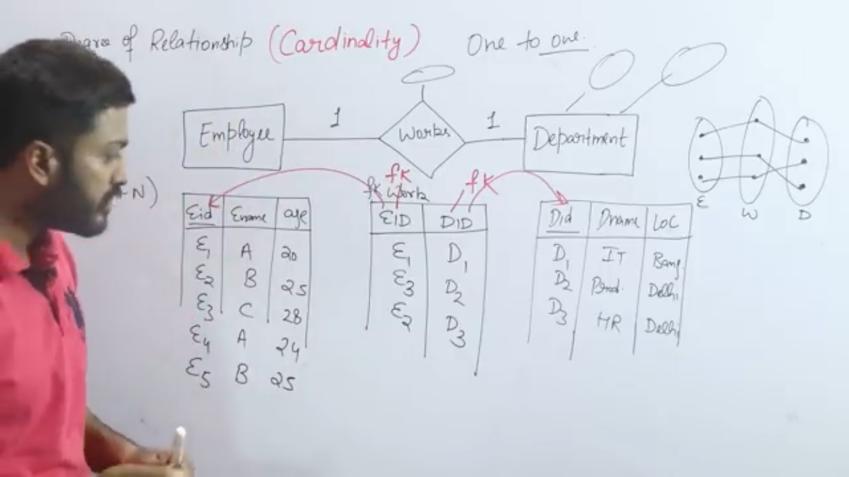 Degree of Relationship (Cardinality) One to one.
Employee 1 Works 1 Department
-N)
fk fk
fk Work
Eid Ename age
E1 A 20
E2 B 25
E3 C 28
E4 A 24
E5 B 25
EID DID
E1 D1
E3 D2
E2 D3
Did Dname LOC
D1 IT Bang
D2 Prod. Delhi
D3 HR Delhi
E W D